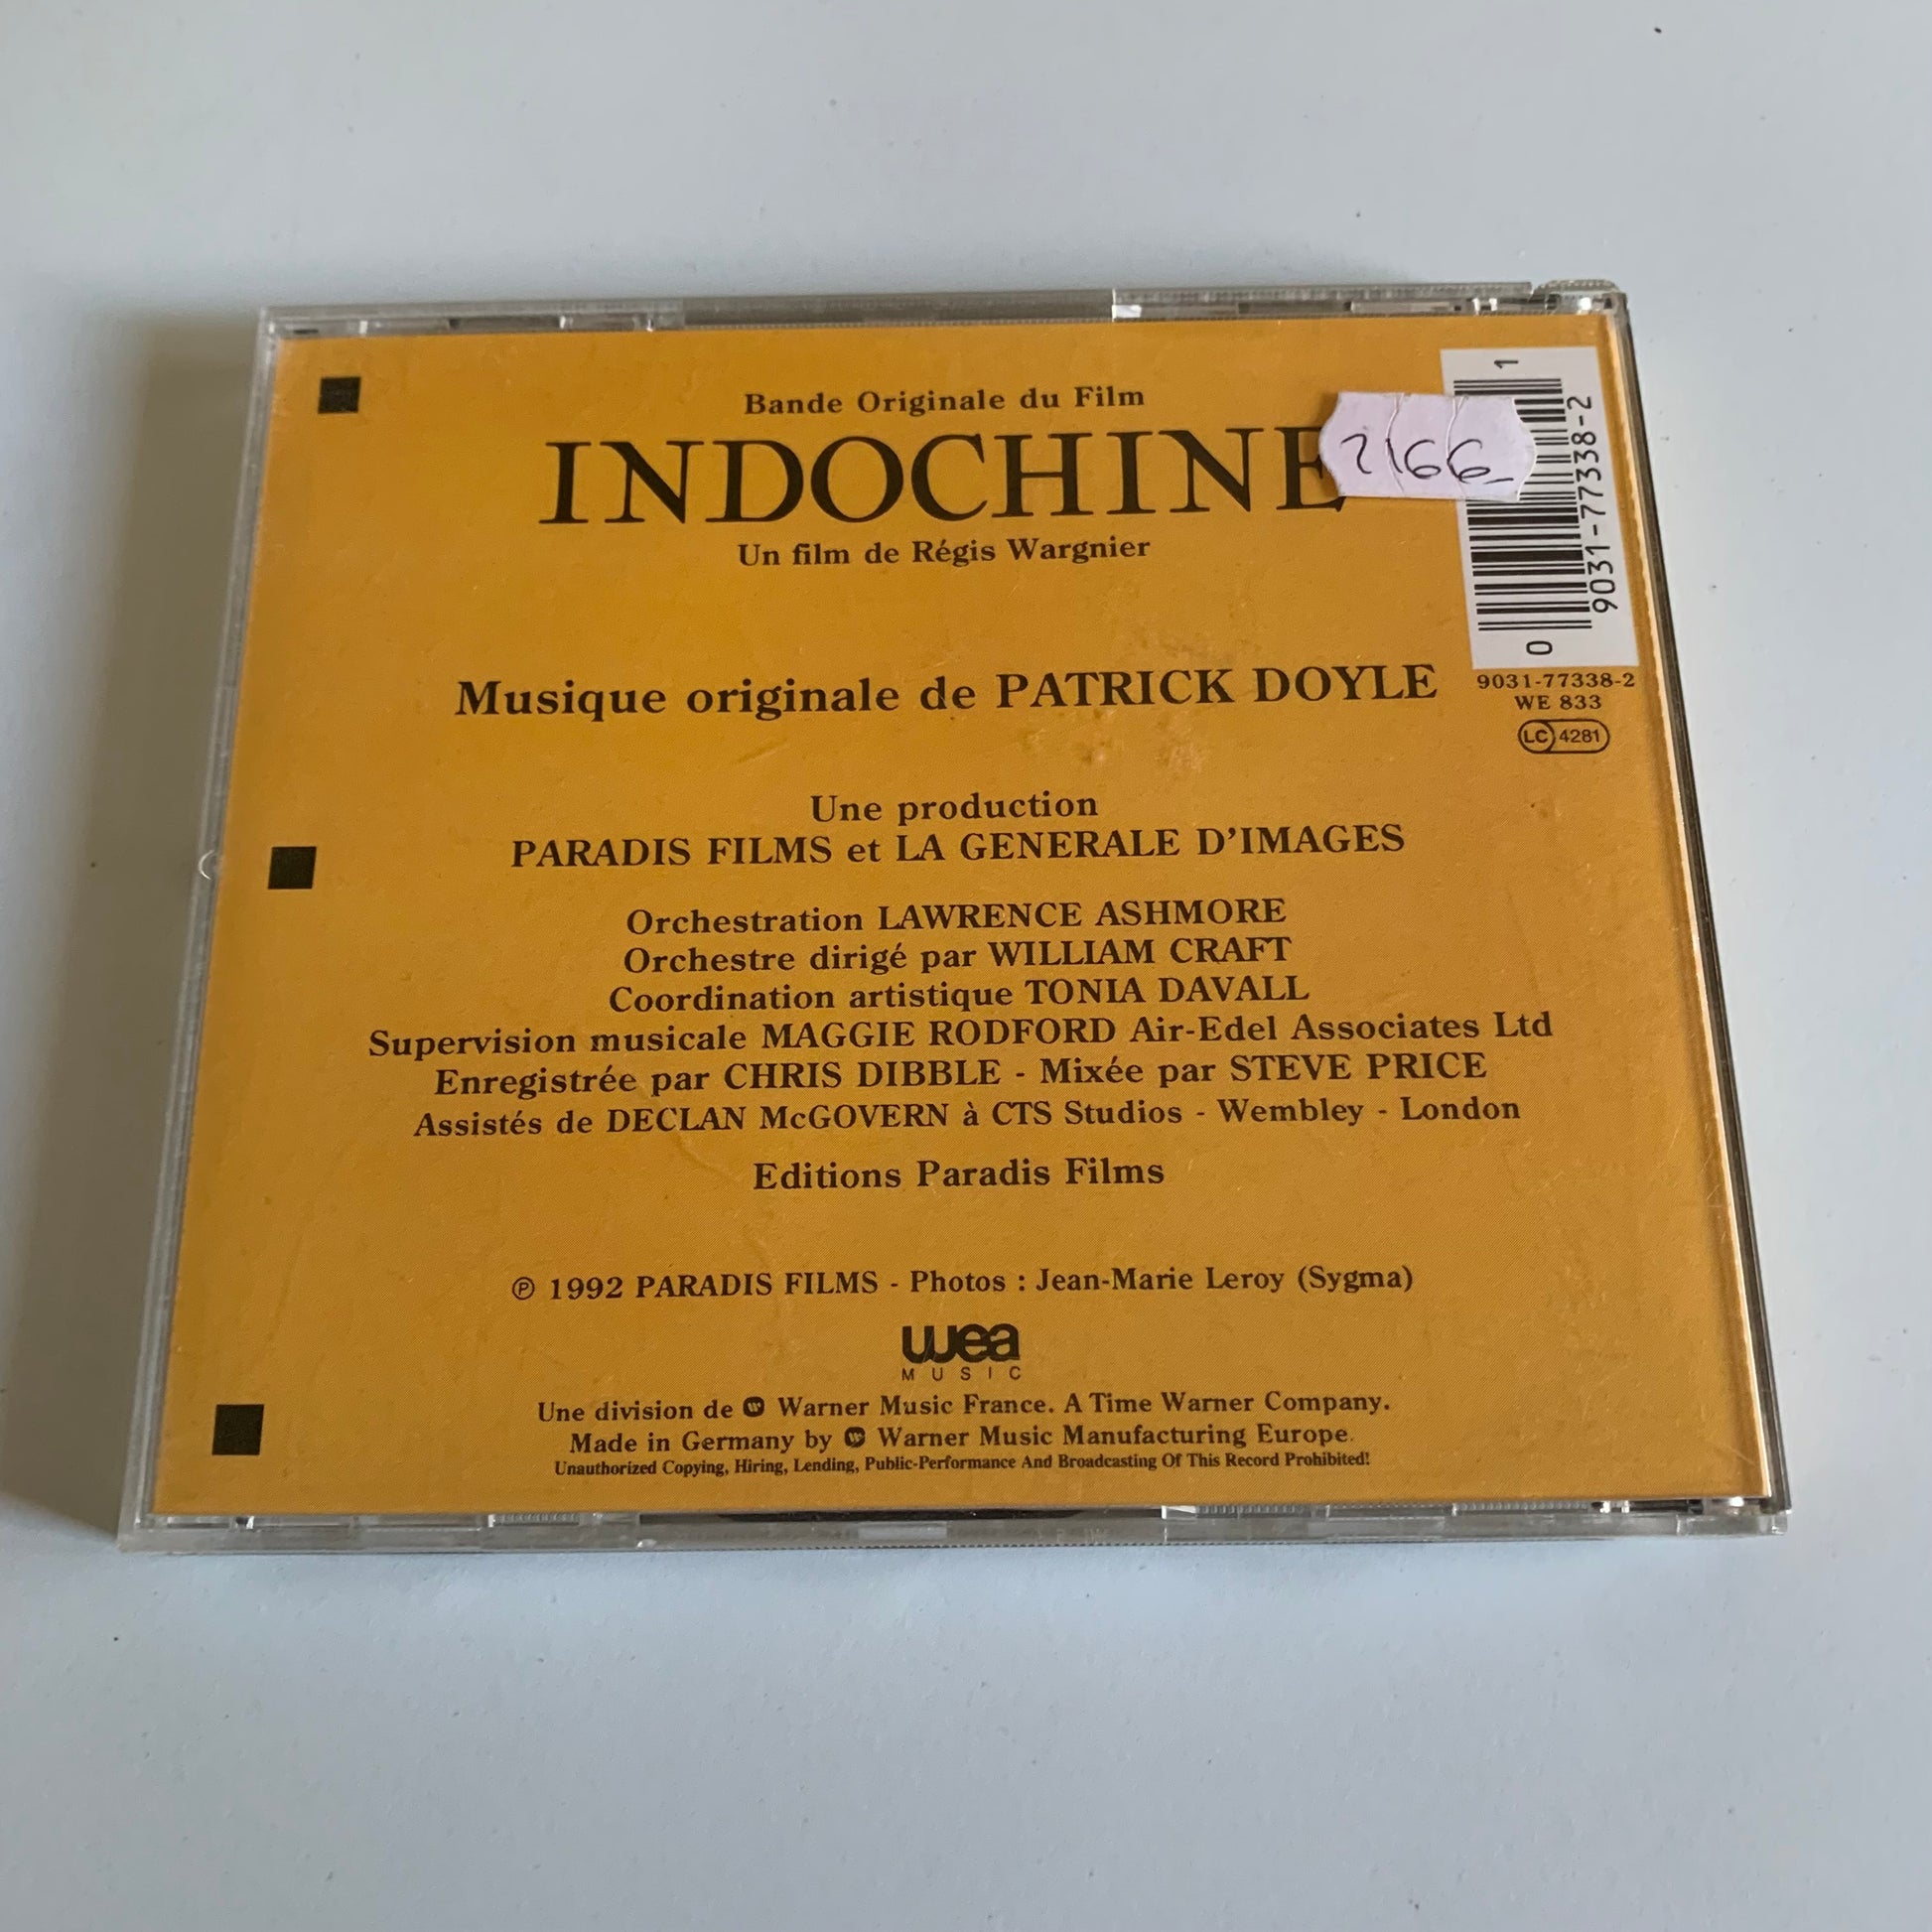 Bande Originale du Film
INDOCHINE
2166-
Un film de Régis Wargnier
1
9031-77338-2
0
Musique originale de PATRICK DOYLE
9031-77338-2
WE 833
LC 4281
Une production
PARADIS FILMS et LA GENERALE D'IMAGES
Orchestration LAWRENCE ASHMORE
Orchestre dirigé par WILLIAM CRAFT
Coordination artistique TONIA DAVALL
Supervision musicale MAGGIE RODFORD Air-Edel Associates Ltd
Enregistrée par CHRIS DIBBLE - Mixée par STEVE PRICE
Assistés de DECLAN McGOVERN à CTS Studios - Wembley - London
Editions Paradis Films
℗ 1992 PARADIS FILMS - Photos : Jean-Marie Leroy (Sygma)
wea
MUSIC
Une division de Warner Music France. A Time Warner Company.
Made in Germany by Warner Music Manufacturing Europe.
Unauthorized Copying, Hiring, Lending, Public-Performance And Broadcasting Of This Record Prohibited!